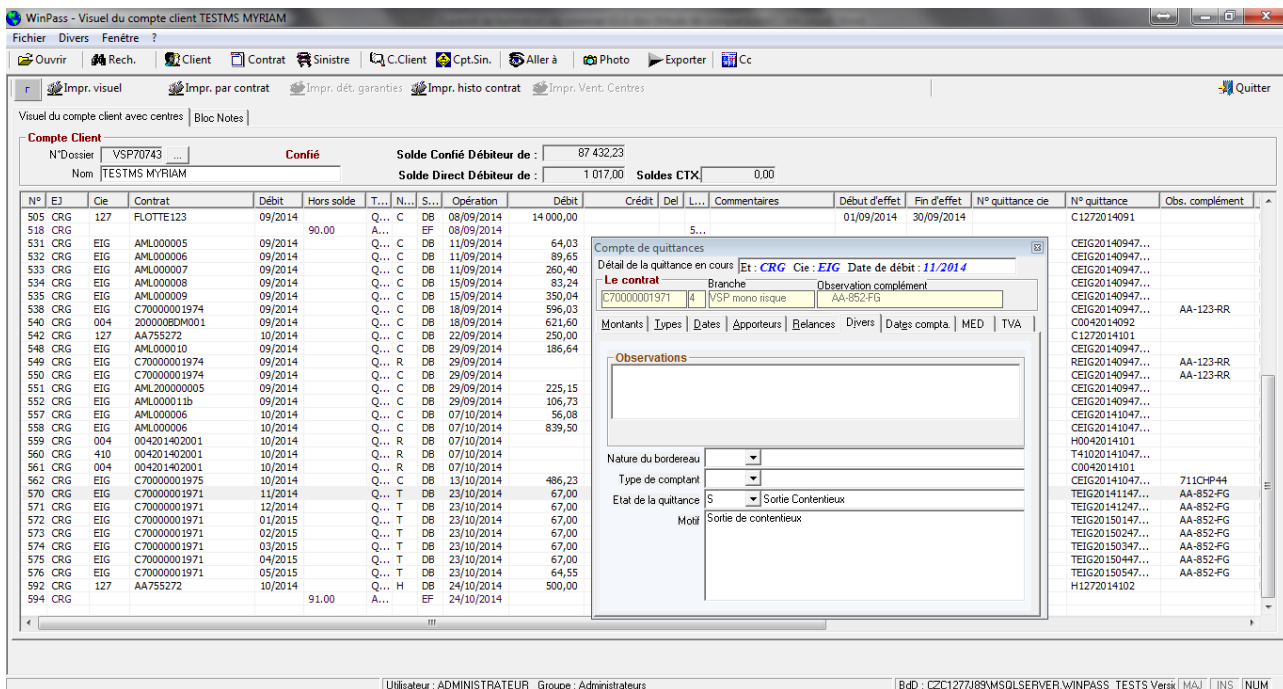 WinPass - Visuel du compte client TESTMS MYRIAM
Fichier Divers Fenêtre ?
Ouvrir Rech. Client Contrat Sinistre C.Client Cpt.Sin. Aller à Photo Exporter Cc
r Impr. visuel Impr. par contrat Impr. dét. garanties Impr. histo contrat Impr. Vent. Centres Quitter
Visuel du compte client avec centres Bloc Notes
Compte Client
N°Dossier VSP70743 ... Confié Solde Confié Débiteur de : 87 432,23
Nom TESTMS MYRIAM Solde Direct Débiteur de : 1 017,00 Soldes CTX 0,00
N° EJ Cie Contrat Débit Hors solde T... N... S... Opération Débit Crédit Del L... Commentaires Début d'effet Fin d'effet N° quittance cie N° quittance Obs. complément
505 CRG 127 FLOTTE123 09/2014 Q... C DB 08/09/2014 14 000,00 01/09/2014 30/09/2014 C1272014091
518 CRG 90.00 A... EF 08/09/2014 5...
531 CRG EIG AML000005 09/2014 Q... C DB 11/09/2014 64,03 CEIG20140947...
532 CRG EIG AML000006 09/2014 Q... C DB 11/09/2014 89,65 CEIG20140947...
533 CRG EIG AML000007 09/2014 Q... C DB 11/09/2014 260,40 CEIG20140947...
534 CRG EIG AML000008 09/2014 Q... C DB 15/09/2014 83,24 CEIG20140947...
535 CRG EIG AML000009 09/2014 Q... C DB 15/09/2014 350,04 CEIG20140947...
538 CRG EIG C70000001974 09/2014 Q... C DB 18/09/2014 596,03 CEIG20140947... AA-123-RR
540 CRG 004 200000BDM001 09/2014 Q... C DB 18/09/2014 621,60 C0042014092
542 CRG 127 AA755272 10/2014 Q... C DB 22/09/2014 250,00 C1272014101
548 CRG EIG AML000010 09/2014 Q... C DB 29/09/2014 186,64 CEIG20140947...
549 CRG EIG C70000001974 09/2014 Q... R DB 29/09/2014 REIG20140947... AA-123-RR
550 CRG EIG C70000001974 09/2014 Q... C DB 29/09/2014 CEIG20140947... AA-123-RR
551 CRG EIG AML200000005 09/2014 Q... C DB 29/09/2014 225,15 CEIG20140947...
552 CRG EIG AML000011b 09/2014 Q... C DB 29/09/2014 106,73 CEIG20140947...
557 CRG EIG AML000006 10/2014 Q... C DB 07/10/2014 56,08 CEIG20141047...
558 CRG EIG AML000006 10/2014 Q... C DB 07/10/2014 839,50 CEIG20141047...
559 CRG 004 004201402001 10/2014 Q... R DB 07/10/2014 H0042014101
560 CRG 410 004201402001 10/2014 Q... R DB 07/10/2014 T41020141047...
561 CRG 004 004201402001 10/2014 Q... R DB 07/10/2014 C0042014101
562 CRG EIG C70000001975 10/2014 Q... C DB 13/10/2014 486,23 CEIG20141047... 711CHP44
570 CRG EIG C70000001971 11/2014 Q... T DB 23/10/2014 67,00 TEIG20141147... AA-852-FG
571 CRG EIG C70000001971 12/2014 Q... T DB 23/10/2014 67,00 TEIG20141247... AA-852-FG
572 CRG EIG C70000001971 01/2015 Q... T DB 23/10/2014 67,00 TEIG20150147... AA-852-FG
573 CRG EIG C70000001971 02/2015 Q... T DB 23/10/2014 67,00 TEIG20150247... AA-852-FG
574 CRG EIG C70000001971 03/2015 Q... T DB 23/10/2014 67,00 TEIG20150347... AA-852-FG
575 CRG EIG C70000001971 04/2015 Q... T DB 23/10/2014 67,00 TEIG20150447... AA-852-FG
576 CRG EIG C70000001971 05/2015 Q... T DB 23/10/2014 64,55 TEIG20150547... AA-852-FG
592 CRG 127 AA755272 10/2014 Q... H DB 24/10/2014 500,00 H1272014102
594 CRG 91.00 A... EF 24/10/2014
Compte de quittances
Détail de la quittance en cours Et : CRG Cie : EIG Date de débit : 11/2014
Le contrat Branche Observation complément
C70000001971 4 VSP mono risque AA-852-FG
Montants Types Dates Apporteurs Relances Divers Dates compta. MED TVA
Observations
Nature du bordereau
Type de comptant
Etat de la quittance S Sortie Contentieux
Motif Sortie de contentieux
Utilisateur : ADMINISTRATEUR Groupe : Administrateurs BdD : CZC1277J89\MSQLSERVER.WINPASS_TESTS Versi MAJ INS NUM